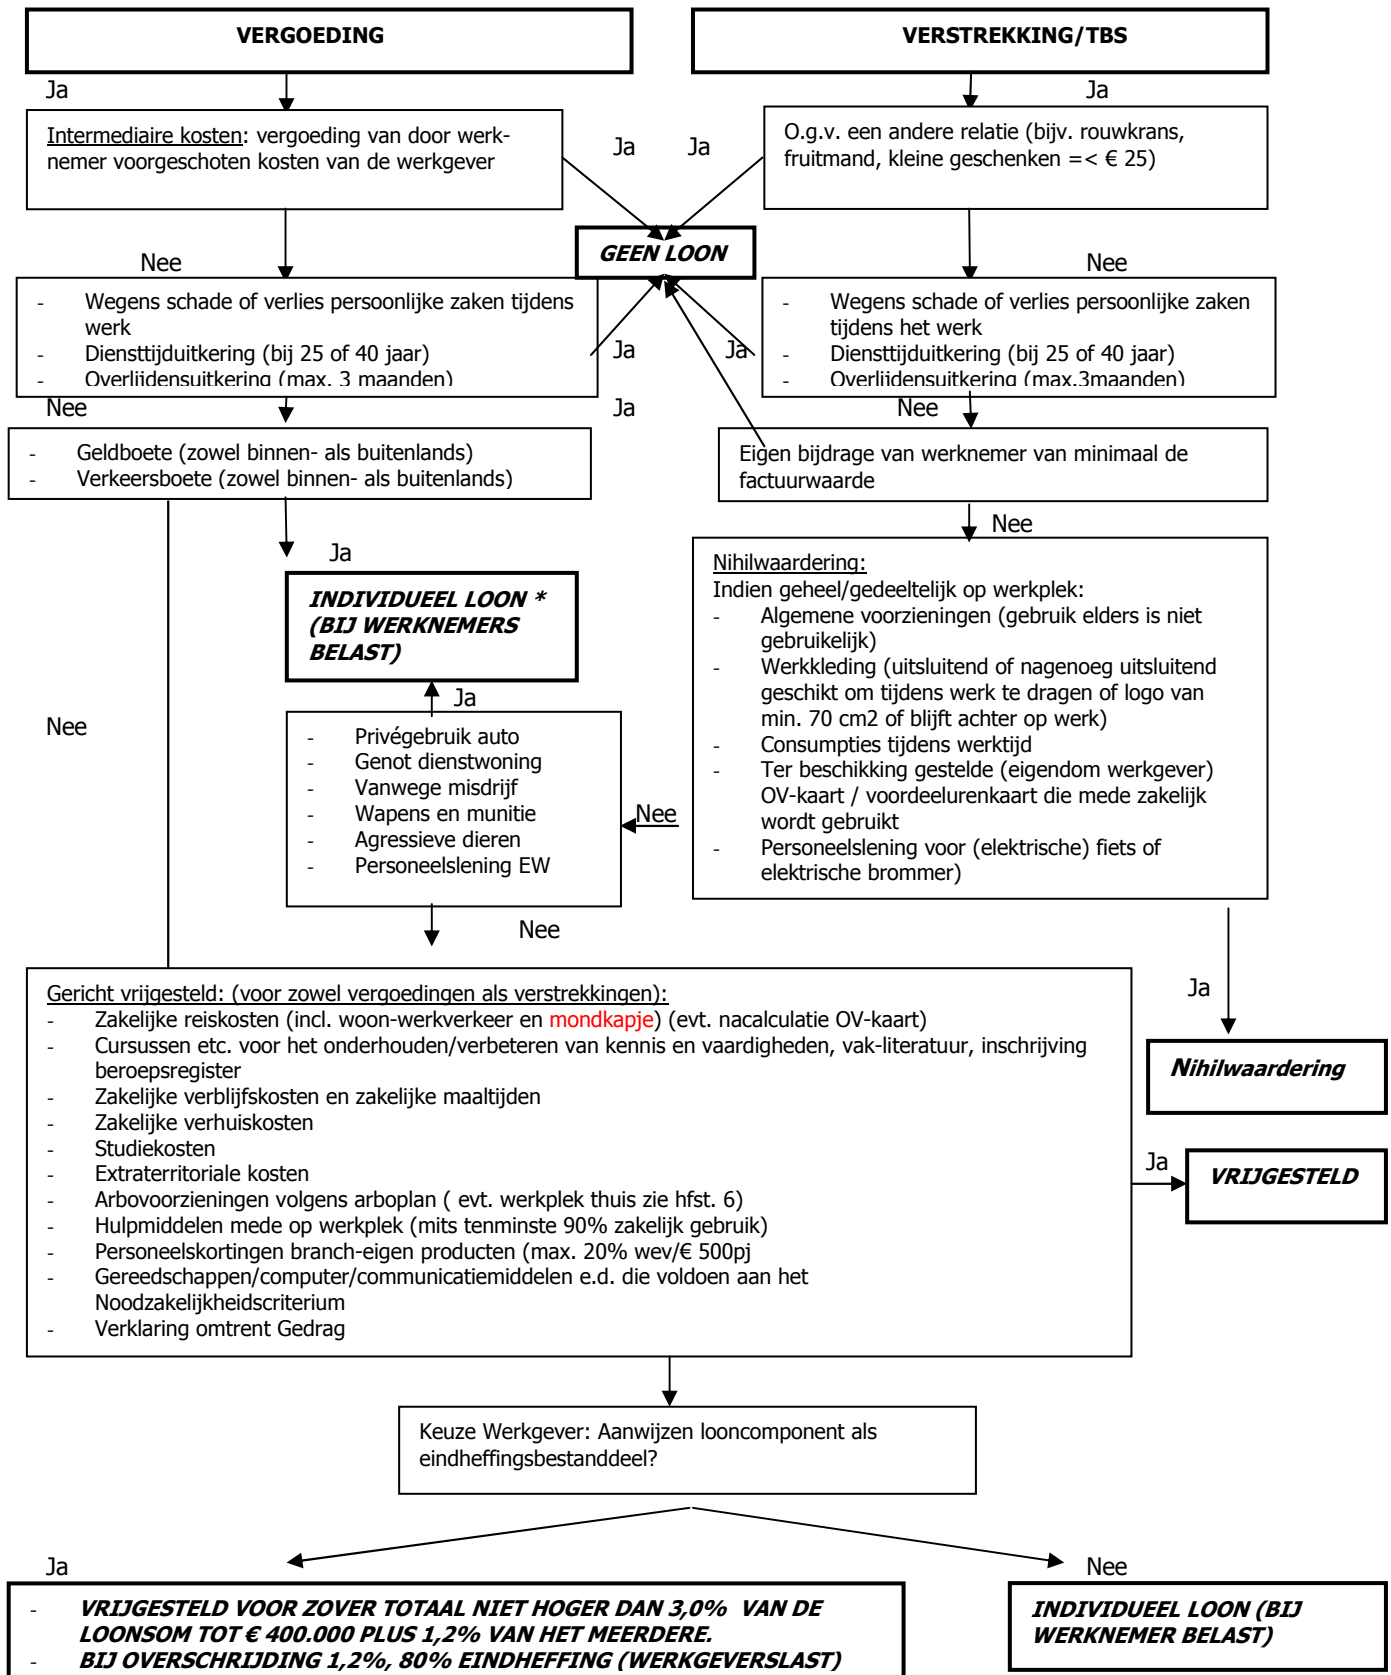 VERGOEDING
VERSTREKKING/TBS
Ja
Ja
Intermediaire kosten: vergoeding van door werk-
nemer voorgeschoten kosten van de werkgever
Ja
Ja
O.g.v. een andere relatie (bijv. rouwkrans,
fruitmand, kleine geschenken =< € 25)
GEEN LOON
Nee
Nee
- Wegens schade of verlies persoonlijke zaken tijdens
werk
- Diensttijduitkering (bij 25 of 40 jaar)
- Overlijdensuitkering (max. 3 maanden)
Ja
Ja
- Wegens schade of verlies persoonlijke zaken
tijdens het werk
- Diensttijduitkering (bij 25 of 40 jaar)
- Overlijdensuitkering (max.3maanden)
Nee
Ja
Nee
- Geldboete (zowel binnen- als buitenlands)
- Verkeersboete (zowel binnen- als buitenlands)
Eigen bijdrage van werknemer van minimaal de
factuurwaarde
Nee
Ja
INDIVIDUEEL LOON *
(BIJ WERKNEMERS
BELAST)
Nihilwaardering:
Indien geheel/gedeeltelijk op werkplek:
- Algemene voorzieningen (gebruik elders is niet
gebruikelijk)
- Werkkleding (uitsluitend of nagenoeg uitsluitend
geschikt om tijdens werk te dragen of logo van
min. 70 cm2 of blijft achter op werk)
- Consumpties tijdens werktijd
- Ter beschikking gestelde (eigendom werkgever)
OV-kaart / voordeelurenkaart die mede zakelijk
wordt gebruikt
- Personeelslening voor (elektrische) fiets of
elektrische brommer)
Ja
Nee
- Privégebruik auto
- Genot dienstwoning
- Vanwege misdrijf
- Wapens en munitie
- Agressieve dieren
- Personeelslening EW
Nee
Nee
Ja
Gericht vrijgesteld: (voor zowel vergoedingen als verstrekkingen):
- Zakelijke reiskosten (incl. woon-werkverkeer en mondkapje) (evt. nacalculatie OV-kaart)
- Cursussen etc. voor het onderhouden/verbeteren van kennis en vaardigheden, vak-literatuur, inschrijving
beroepsregister
- Zakelijke verblijfskosten en zakelijke maaltijden
- Zakelijke verhuiskosten
- Studiekosten
- Extraterritoriale kosten
- Arbovoorzieningen volgens arboplan ( evt. werkplek thuis zie hfst. 6)
- Hulpmiddelen mede op werkplek (mits tenminste 90% zakelijk gebruik)
- Personeelskortingen branch-eigen producten (max. 20% wev/€ 500pj
- Gereedschappen/computer/communicatiemiddelen e.d. die voldoen aan het
Noodzakelijkheidscriterium
- Verklaring omtrent Gedrag
Nihilwaardering
Ja
VRIJGESTELD
Keuze Werkgever: Aanwijzen looncomponent als
eindheffingsbestanddeel?
Ja
Nee
- VRIJGESTELD VOOR ZOVER TOTAAL NIET HOGER DAN 3,0% VAN DE
LOONSOM TOT € 400.000 PLUS 1,2% VAN HET MEERDERE.
- BIJ OVERSCHRIJDING 1,2%, 80% EINDHEFFING (WERKGEVERSLAST)
INDIVIDUEEL LOON (BIJ
WERKNEMER BELAST)